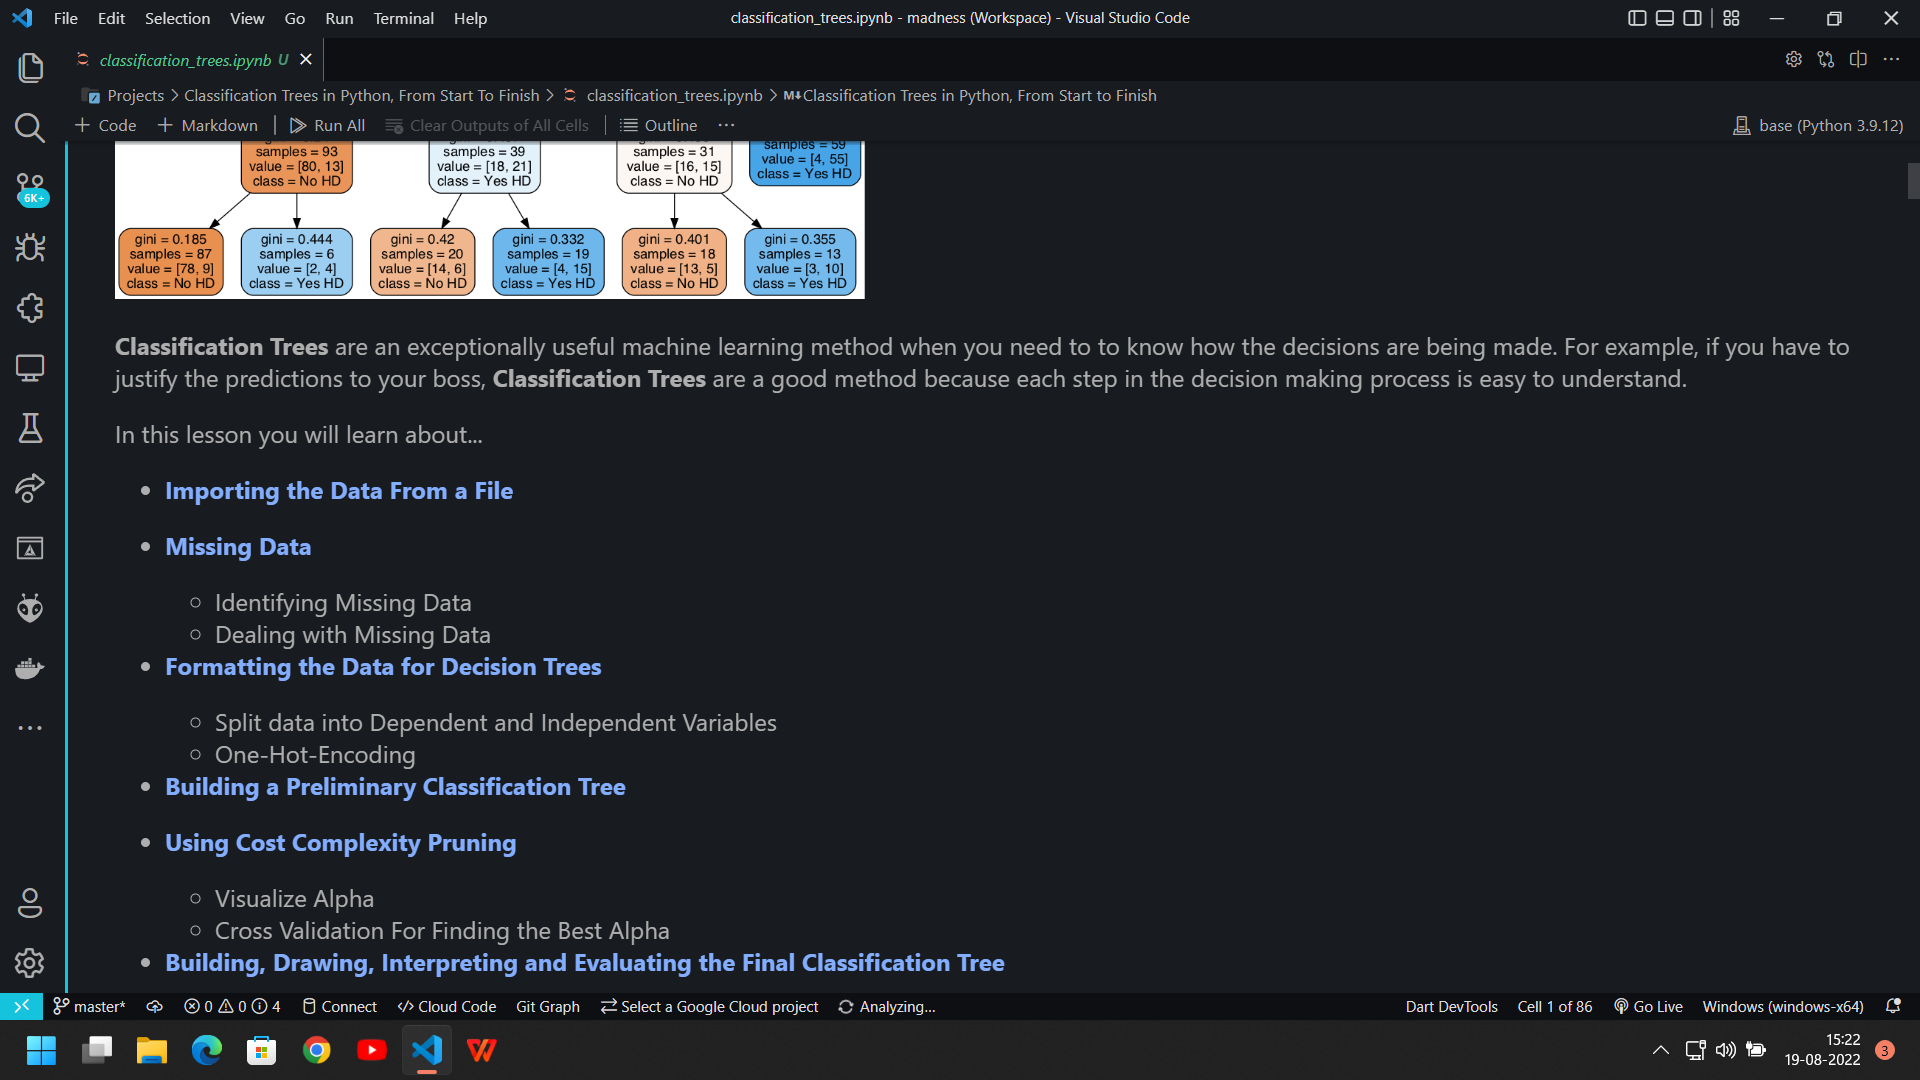 File Edit Selection View Go Run Terminal Help classification_trees.ipynb - madness (Workspace) - Visual Studio Code
classification_trees.ipynb U
Projects > Classification Trees in Python, From Start To Finish > classification_trees.ipynb > M↓Classification Trees in Python, From Start to Finish
+ Code + Markdown Run All Clear Outputs of All Cells Outline ... base (Python 3.9.12)
samples = 93
value = [80, 13]
class = No HD
samples = 39
value = [18, 21]
class = Yes HD
samples = 31
value = [16, 15]
class = No HD
samples = 59
value = [4, 55]
class = Yes HD
gini = 0.185
samples = 87
value = [78, 9]
class = No HD
gini = 0.444
samples = 6
value = [2, 4]
class = Yes HD
gini = 0.42
samples = 20
value = [14, 6]
class = No HD
gini = 0.332
samples = 19
value = [4, 15]
class = Yes HD
gini = 0.401
samples = 18
value = [13, 5]
class = No HD
gini = 0.355
samples = 13
value = [3, 10]
class = Yes HD
6K+
Classification Trees are an exceptionally useful machine learning method when you need to to know how the decisions are being made. For example, if you have to
justify the predictions to your boss, Classification Trees are a good method because each step in the decision making process is easy to understand.
In this lesson you will learn about...
Importing the Data From a File
Missing Data
Identifying Missing Data
Dealing with Missing Data
Formatting the Data for Decision Trees
Split data into Dependent and Independent Variables
One-Hot-Encoding
Building a Preliminary Classification Tree
Using Cost Complexity Pruning
Visualize Alpha
Cross Validation For Finding the Best Alpha
Building, Drawing, Interpreting and Evaluating the Final Classification Tree
master* 0 0 4 Connect Cloud Code Git Graph Select a Google Cloud project Analyzing... Dart DevTools Cell 1 of 86 Go Live Windows (windows-x64)
15:22
19-08-2022
3